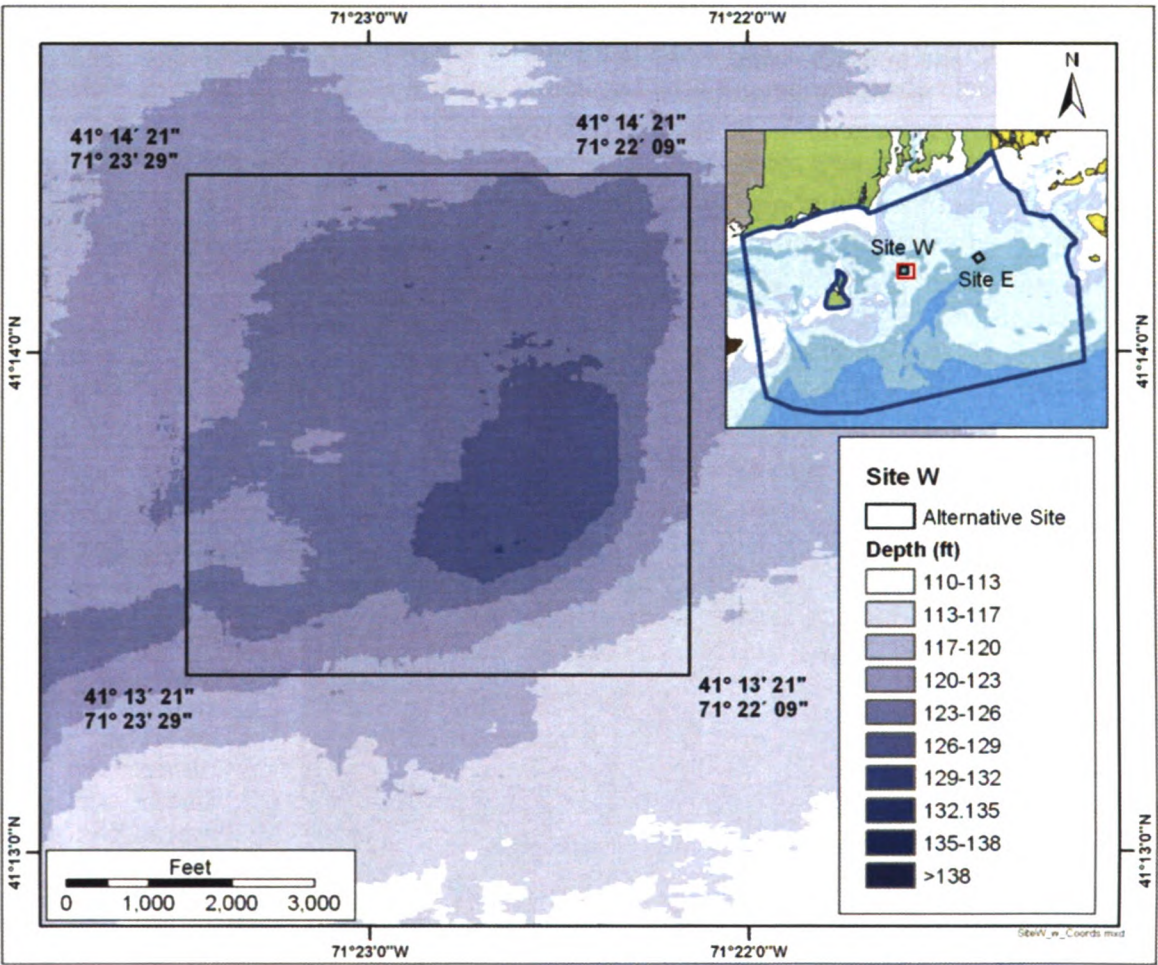 71°23'0"W
71°22'0"W
N
41° 14´ 21"
71° 23´ 29"
41° 14´ 21"
71° 22´ 09"
Site W
Site E
41°14'0"N
41°14'0"N
Site W
Alternative Site
Depth (ft)
110-113
113-117
117-120
120-123
123-126
126-129
129-132
132.135
135-138
>138
41° 13´ 21"
71° 23' 29"
41° 13' 21"
71° 22´ 09"
41°13'0"N
41°13'0"N
Feet
0 1,000 2,000 3,000
SiteW_w_Coords mxd
71°23'0"W
71°22'0"W